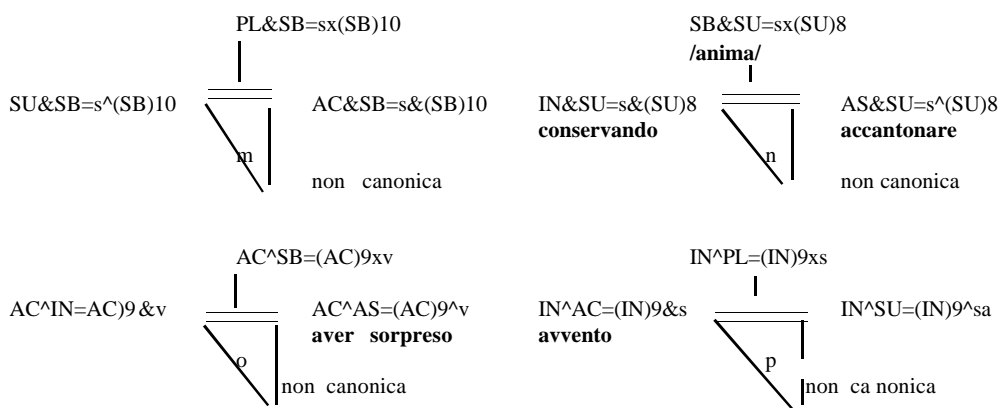 PL&SB=sx(SB)10 SB&SU=sx(SU)8
/anima/
SU&SB=s^(SB)10 AC&SB=s&(SB)10 IN&SU=s&(SU)8 AS&SU=s^(SU)8
conservando accantonare
m n
non canonica non canonica
AC^SB=(AC)9xv IN^PL=(IN)9xs
AC^IN=AC)9 &v AC^AS=(AC)9^v IN^AC=(IN)9&s IN^SU=(IN)9^sa
aver sorpreso avvento
o p
non canonica non ca nonica